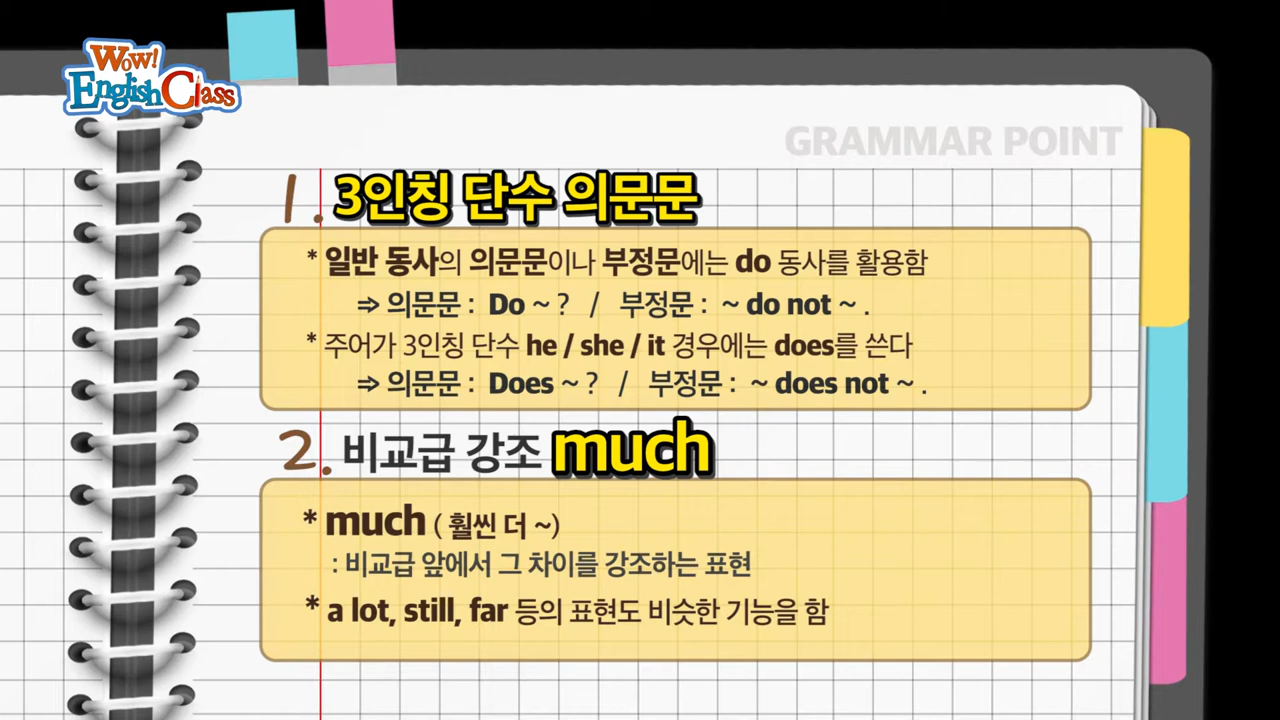 Wow!
English Class
GRAMMAR POINT
1. 3인칭 단수 의문문
* 일반 동사의 의문문이나 부정문에는 do 동사를 활용함
⇒ 의문문 : Do ~ ? / 부정문 : ~ do not ~ .
* 주어가 3인칭 단수 he / she / it 경우에는 does를 쓴다
⇒ 의문문 : Does ~ ? / 부정문 : ~ does not ~ .
2. 비교급 강조 much
* much ( 훨씬 더 ~)
: 비교급 앞에서 그 차이를 강조하는 표현
* a lot, still, far 등의 표현도 비슷한 기능을 함